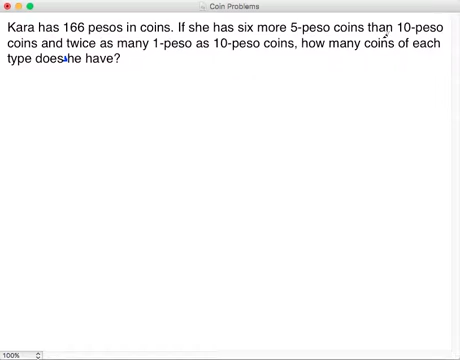 Coin Problems
Kara has 166 pesos in coins. If she has six more 5-peso coins than 10-peso
coins and twice as many 1-peso as 10-peso coins, how many coins of each
type does he have?
100%